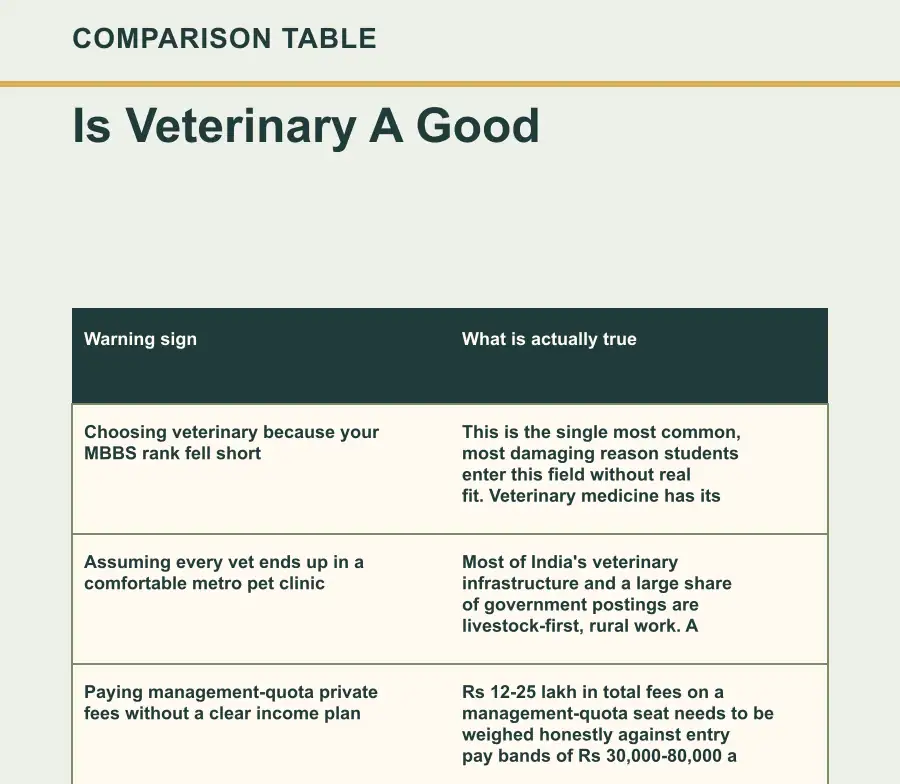 COMPARISON TABLE
Is Veterinary A Good
Warning sign
What is actually true
Choosing veterinary because your
MBBS rank fell short
This is the single most common,
most damaging reason students
enter this field without real
fit. Veterinary medicine has its
Assuming every vet ends up in a
comfortable metro pet clinic
Most of India's veterinary
infrastructure and a large share
of government postings are
livestock-first, rural work. A
Paying management-quota private
fees without a clear income plan
Rs 12-25 lakh in total fees on a
management-quota seat needs to be
weighed honestly against entry
pay bands of Rs 30,000-80,000 a